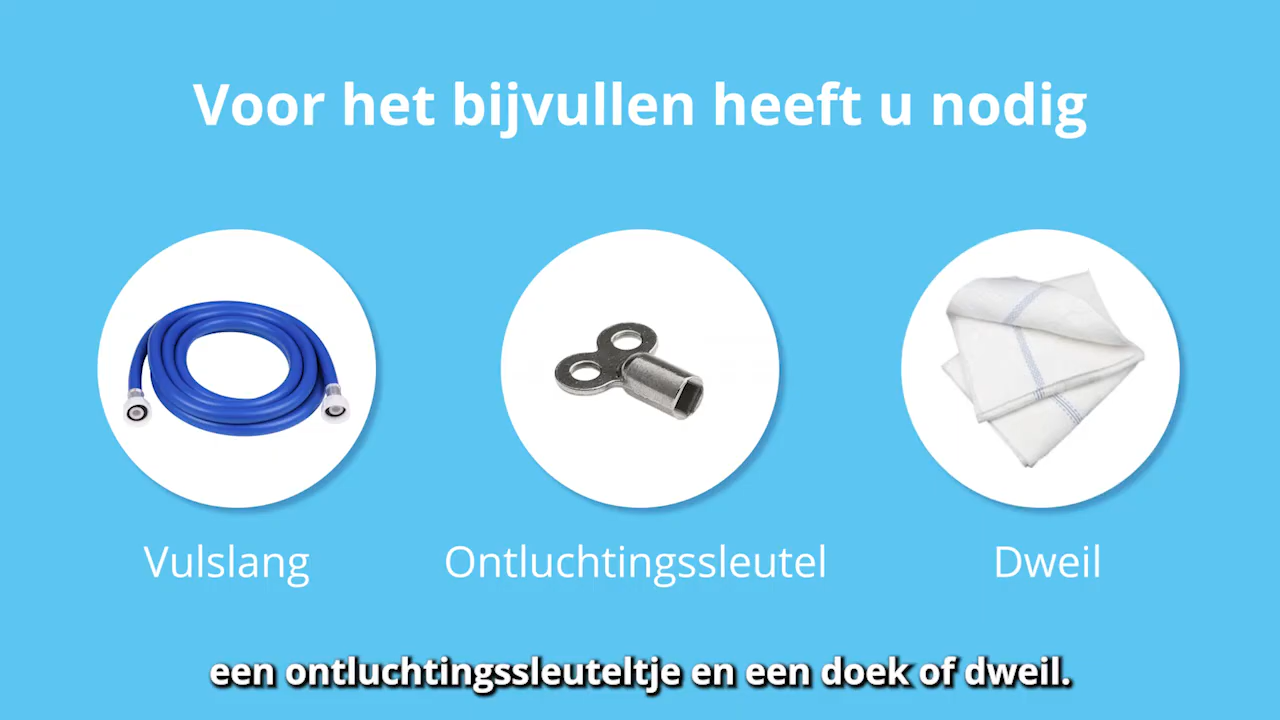 Voor het bijvullen heeft u nodig
Vulslang
Ontluchtingssleutel
Dweil
een ontluchtingssleuteltje en een doek of dweil.